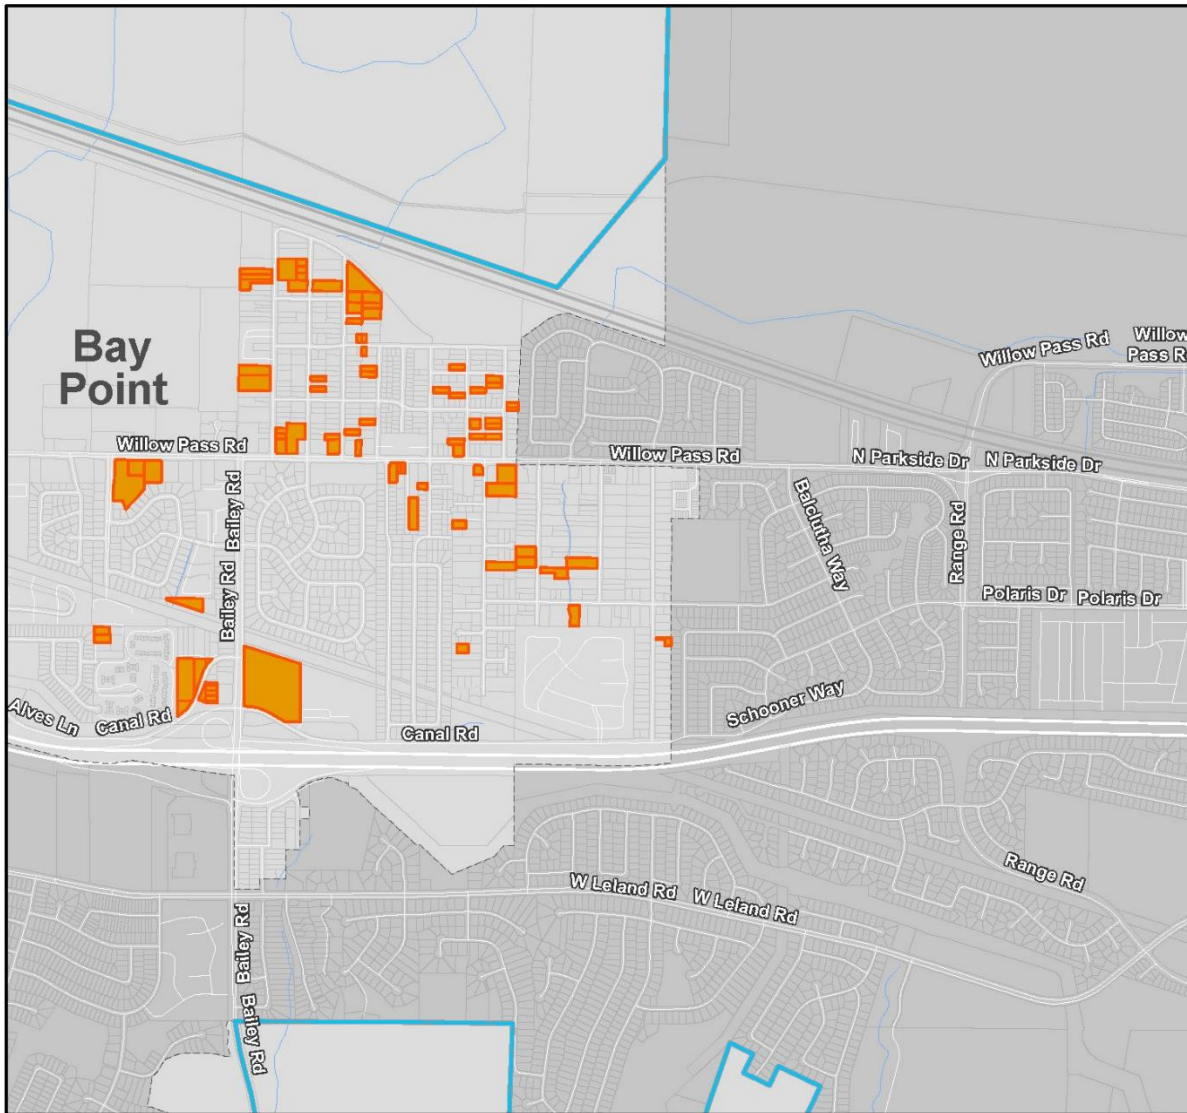 Willow Pass Rd
Willow
Pass R
Bay
Point
Willow Pass Rd
Willow Pass Rd
N Parkside Dr
N Parkside Dr
Bailey Rd
Balclutha Way
Range Rd
Bailey Rd
Polaris Dr
Polaris Dr
Alves Ln
Canal Rd
Schooner Way
Canal Rd
Range Rd
W Leland Rd
W Leland Rd
Bailey Rd
Bailey Rd